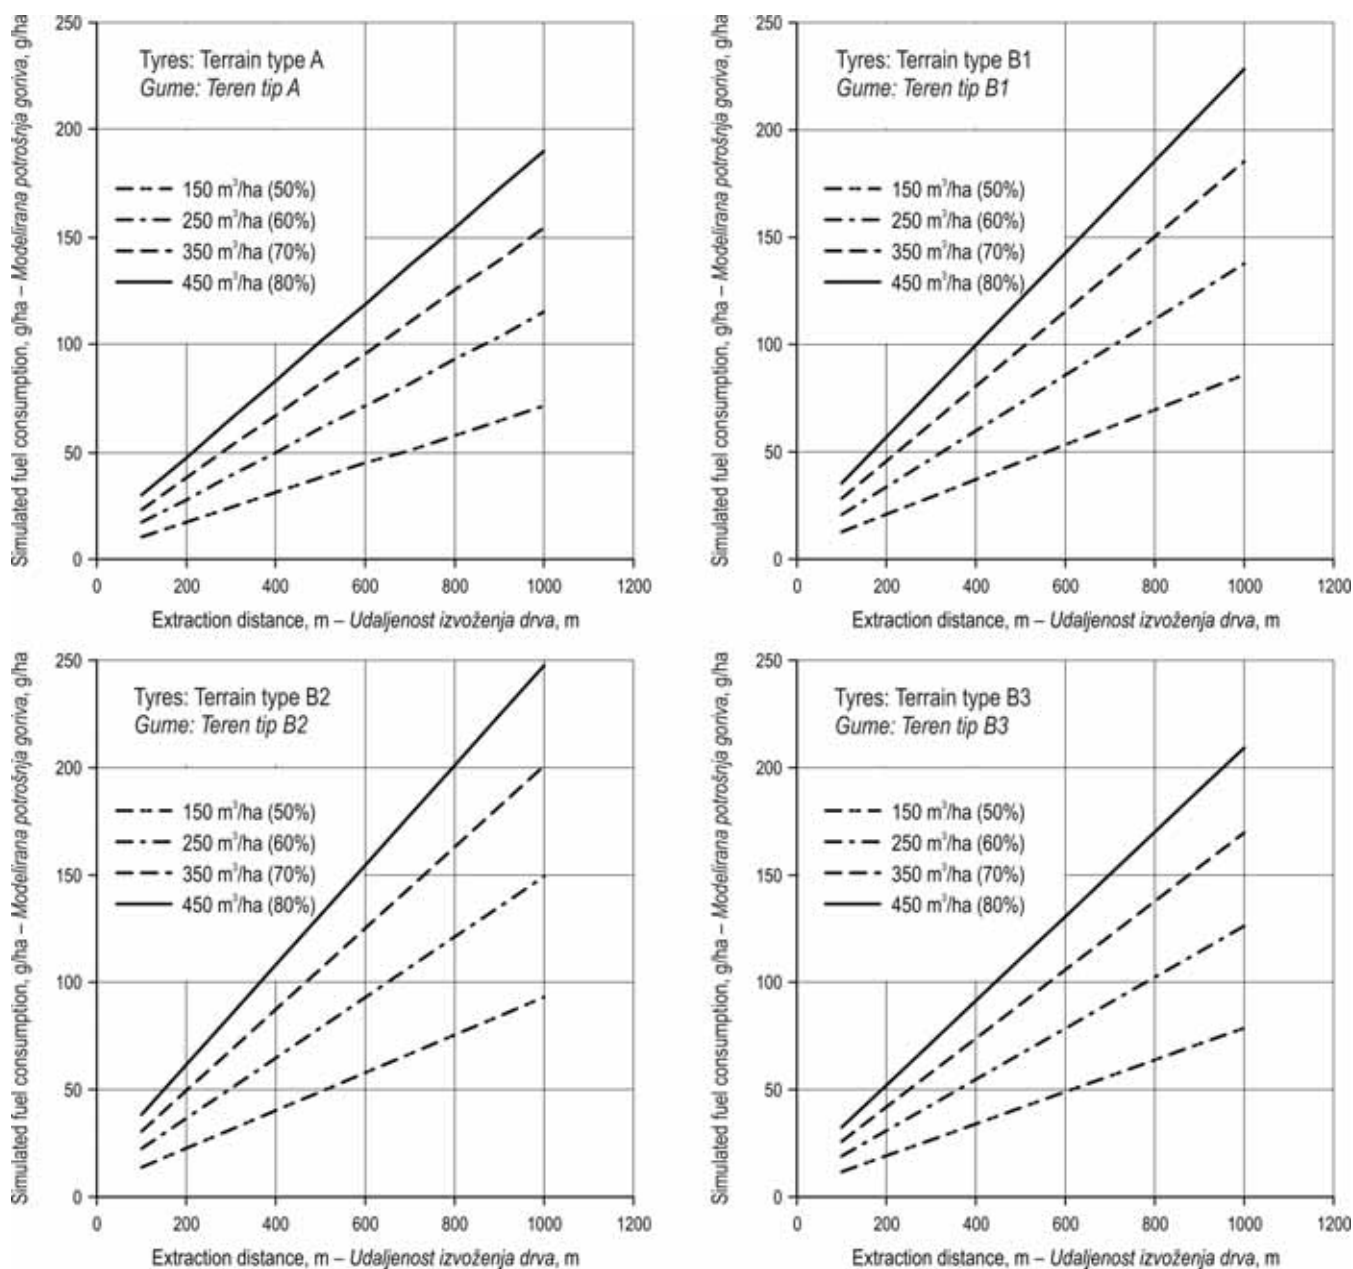 Simulated fuel consumption, g/ha – Modelirana potrošnja goriva, g/ha
250
200
150
100
50
0
Tyres: Terrain type A
Gume: Teren tip A
150 m³/ha (50%)
250 m³/ha (60%)
350 m³/ha (70%)
450 m³/ha (80%)
0 200 400 600 800 1000 1200
Extraction distance, m – Udaljenost izvoženja drva, m
Simulated fuel consumption, g/ha – Modelirana potrošnja goriva, g/ha
250
200
150
100
50
0
Tyres: Terrain type B1
Gume: Teren tip B1
150 m³/ha (50%)
250 m³/ha (60%)
350 m³/ha (70%)
450 m³/ha (80%)
0 200 400 600 800 1000 1200
Extraction distance, m – Udaljenost izvoženja drva, m
Simulated fuel consumption, g/ha – Modelirana potrošnja goriva, g/ha
250
200
150
100
50
0
Tyres: Terrain type B2
Gume: Teren tip B2
150 m³/ha (50%)
250 m³/ha (60%)
350 m³/ha (70%)
450 m³/ha (80%)
0 200 400 600 800 1000 1200
Extraction distance, m – Udaljenost izvoženja drva, m
Simulated fuel consumption, g/ha – Modelirana potrošnja goriva, g/ha
250
200
150
100
50
0
Tyres: Terrain type B3
Gume: Teren tip B3
150 m³/ha (50%)
250 m³/ha (60%)
350 m³/ha (70%)
450 m³/ha (80%)
0 200 400 600 800 1000 1200
Extraction distance, m – Udaljenost izvoženja drva, m